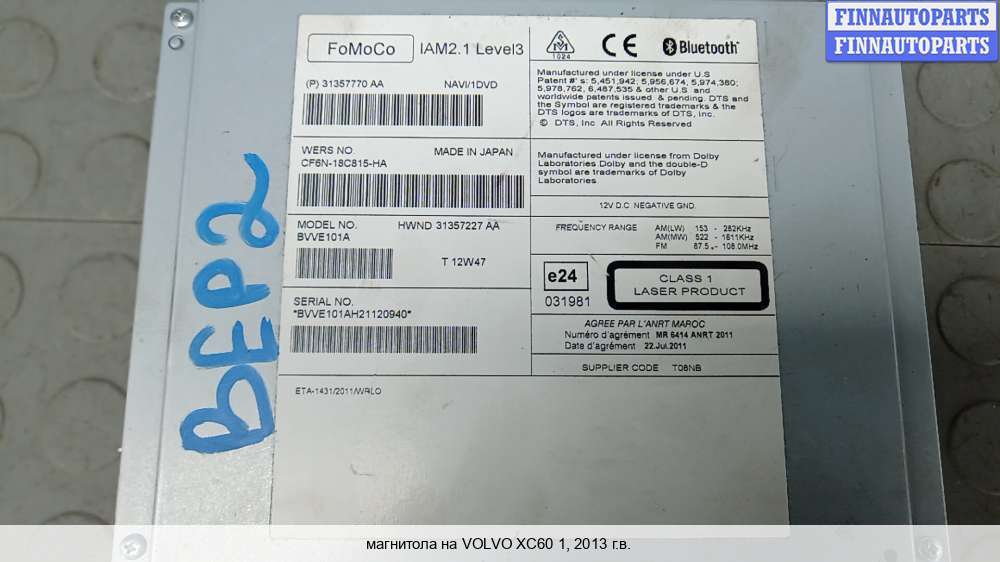 FINNAUTOPARTS
FINNAUTOPARTS
FoMoCo
IAM2.1 Level3
(P) 31357770 AA NAVI/1DVD
WERS NO. MADE IN JAPAN
CF6N-18C815-HA
MODEL NO. HWND 31357227 AA
BVVE101A
T 12W47
SERIAL NO.
*BVVE101AH21120940*
ETA-1431/2011/WRLO
1024
CE
Bluetooth
Manufactured under license under U.S
Patent #' s: 5,451,942; 5,956,674; 5,974,380;
5,978,762; 6,487,535 & other U.S. and
worldwide patents issued & pending. DTS and
the Symbol are registered trademarks &
DTS logos are trademarks of DTS, Inc.
© DTS, Inc. All Rights Reserved
Manufactured under license from Dolby
Laboratories. Dolby and the double-D
symbol are trademarks of Dolby
Laboratories.
12V D.C. NEGATIVE GND.
FREQUENCY RANGE AM(LW) 153 - 282KHz
AM(MW) 522 - 1611KHz
FM 87.5 - 108.0MHz
e24
031981
CLASS 1
LASER PRODUCT
AGREE PAR L'ANRT MAROC
Numéro d'agrément MR 6414 ANRT 2011
Date d'agrément 22.Jul.2011
SUPPLIER CODE T08NB
ВЕР2
магнитола на VOLVO XC60 1, 2013 г.в.